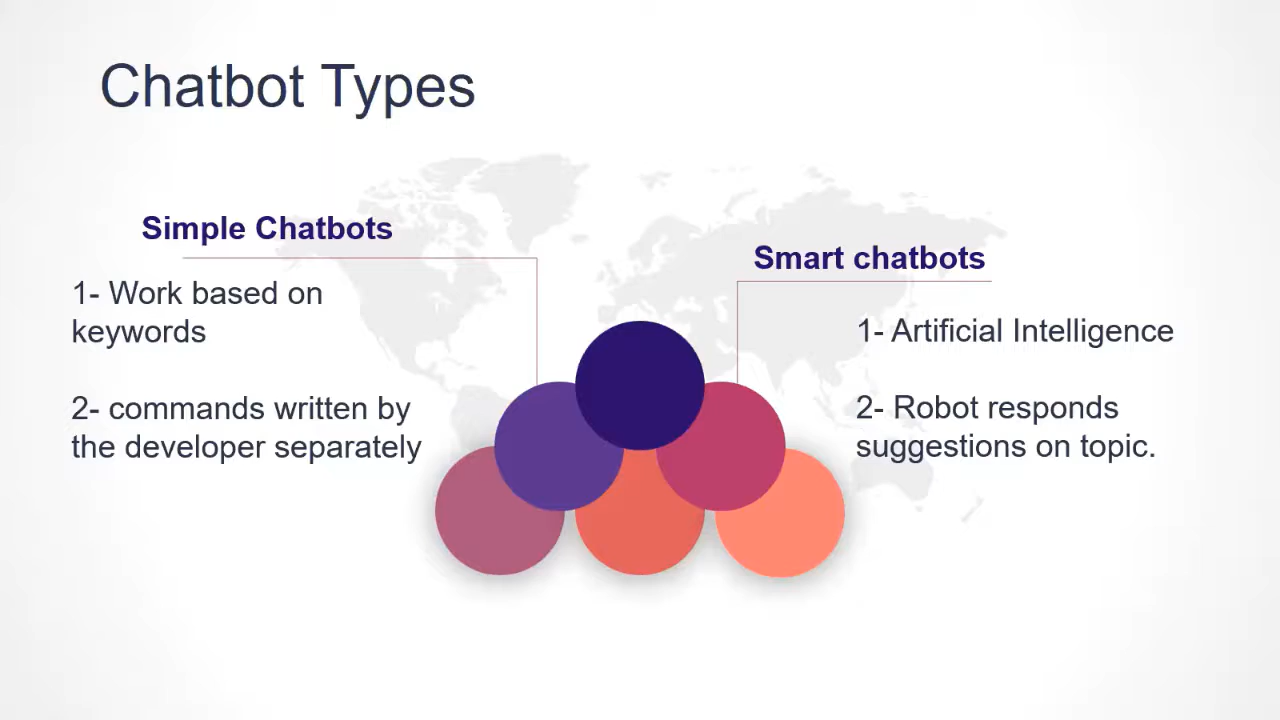 Chatbot Types
Simple Chatbots
1- Work based on
keywords
2- commands written by
the developer separately
Smart chatbots
1- Artificial Intelligence
2- Robot responds
suggestions on topic.